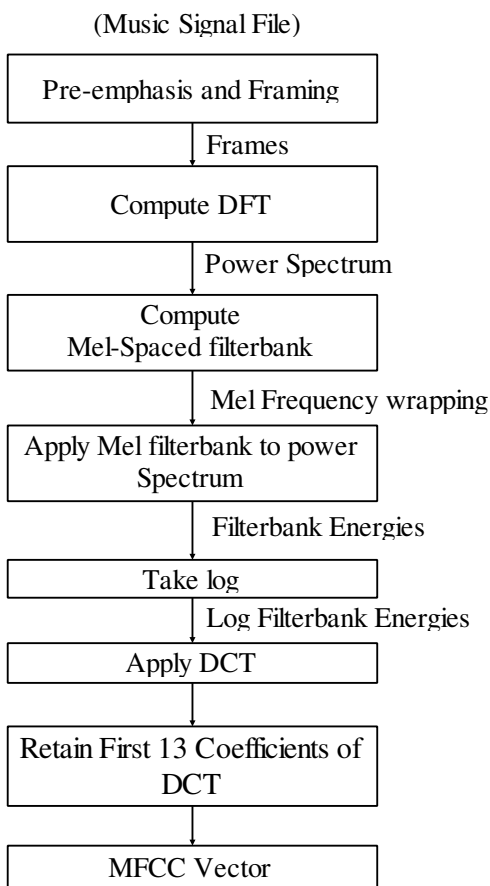 (Music Signal File)
Pre-emphasis and Framing
Frames
Compute DFT
Power Spectrum
Compute
Mel-Spaced filterbank
Mel Frequency wrapping
Apply Mel filterbank to power
Spectrum
Filterbank Energies
Take log
Log Filterbank Energies
Apply DCT
Retain First 13 Coefficients of
DCT
MFCC Vector